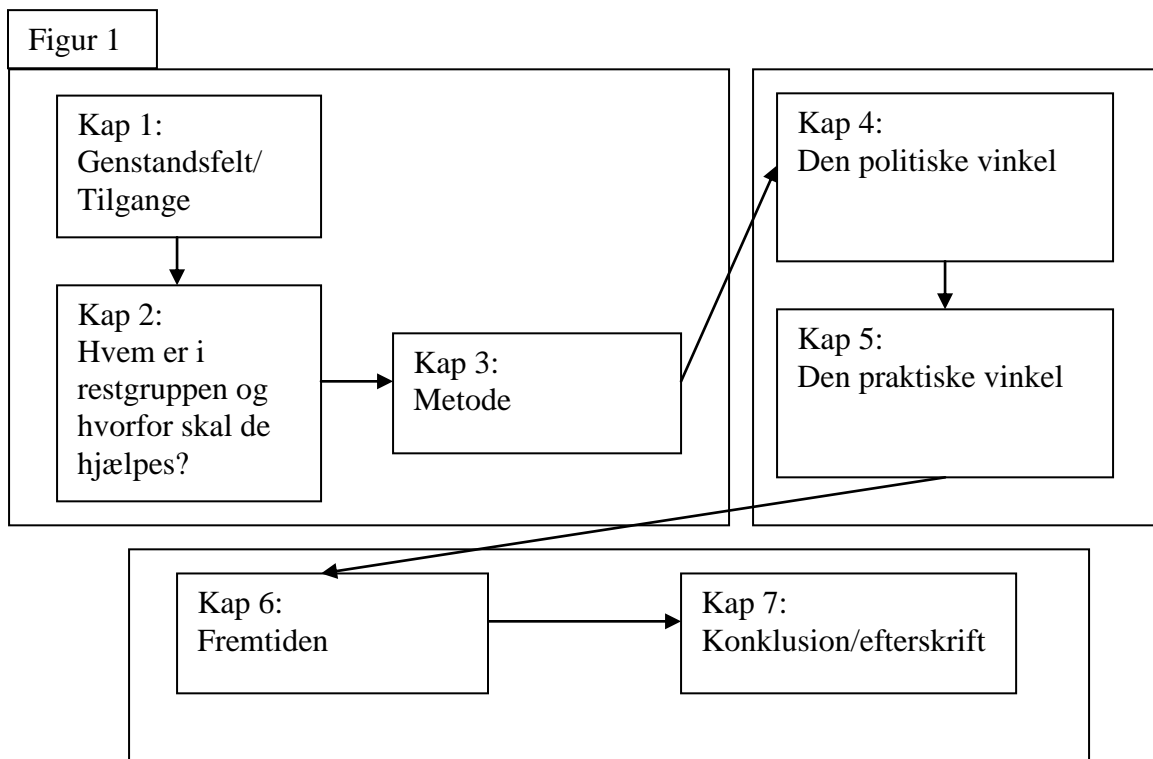 Figur 1
Kap 1:
Genstandsfelt/
Tilgange
Kap 2:
Hvem er i
restgruppen og
hvorfor skal de
hjælpes?
Kap 3:
Metode
Kap 4:
Den politiske vinkel
Kap 5:
Den praktiske vinkel
Kap 6:
Fremtiden
Kap 7:
Konklusion/efterskrift